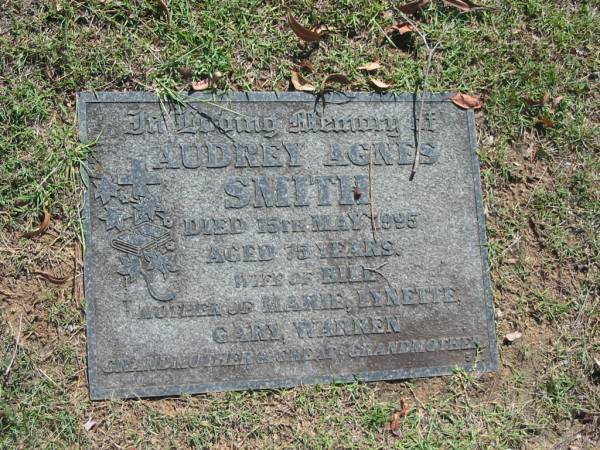 In Loving Memory of
AUDREY AGNES
SMITH
DIED 15TH MAY 1995
AGED 75 YEARS.
WIFE OF BILL
MOTHER OF MARIE, LYNETTE,
GARY, WARREN
GRANDMOTHER & GREAT GRANDMOTHER